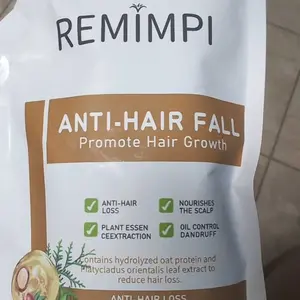 REMIMPI
ANTI-HAIR FALL
Promote Hair Growth
ANTI-HAIR
LOSS
NOURISHES
THE SCALP
PLANT ESSEN
CEEXTRACTION
OIL CONTROL
DANDRUFF
Contains hydrolyzed oat protein and
Platycladus orientalis leaf extract to
reduce hair loss.
ANTI-HAIR LOSS